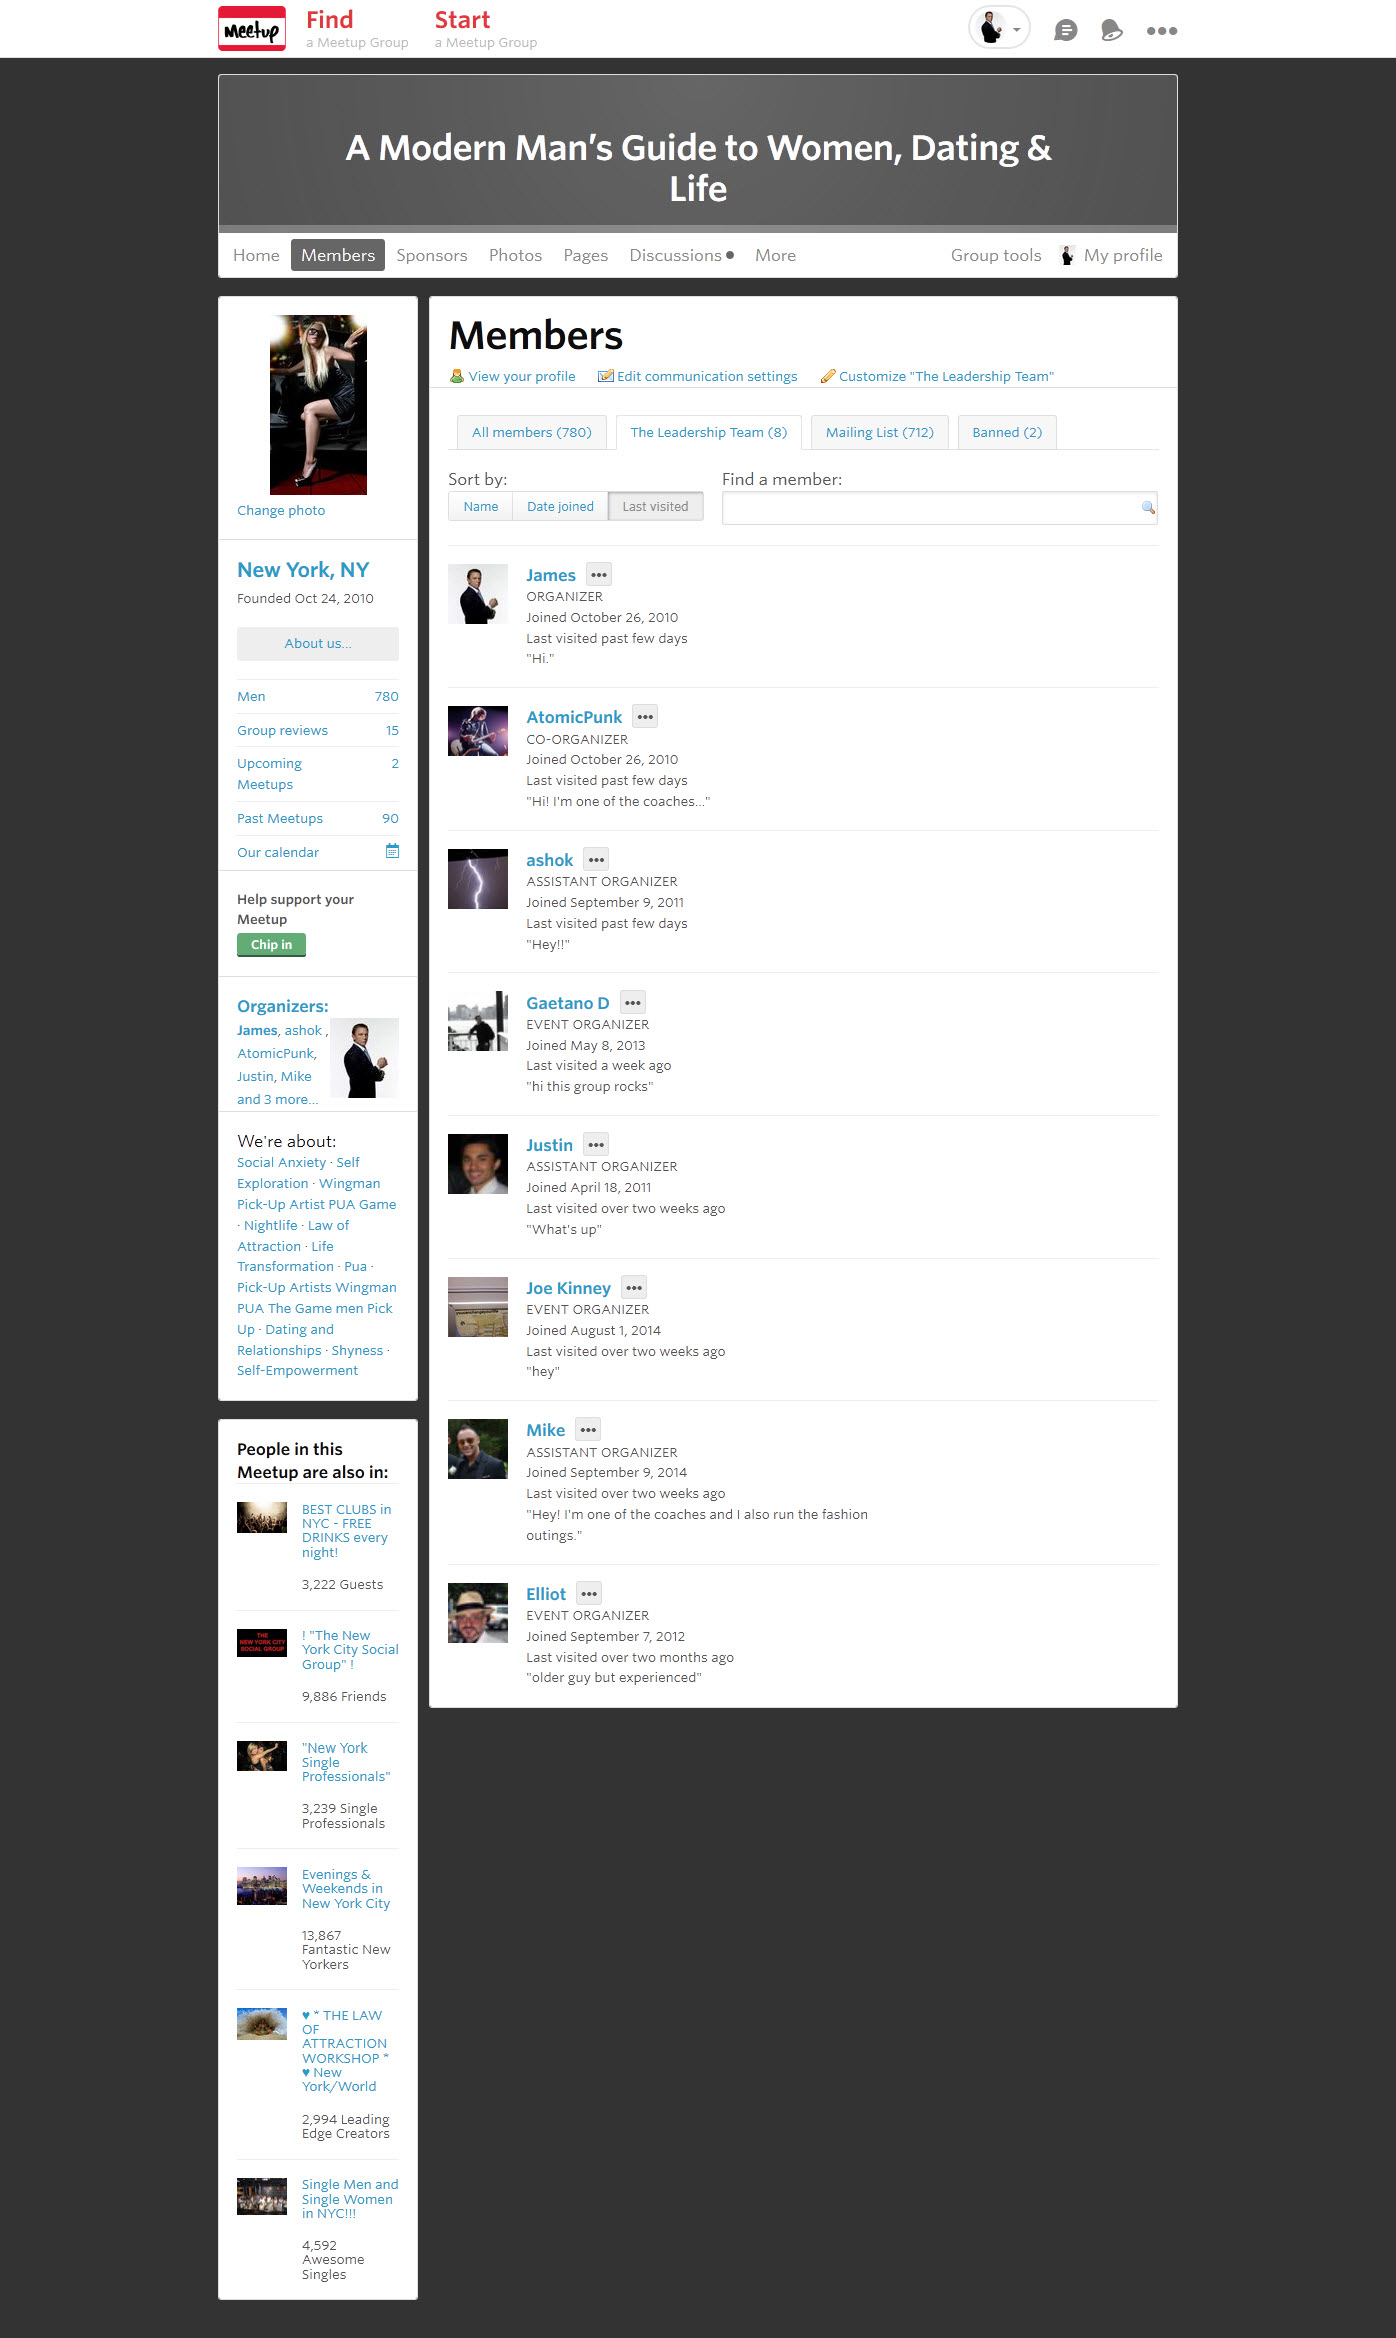 Meetup
Find
a Meetup Group
Start
a Meetup Group
A Modern Man's Guide to Women, Dating &
Life
Home Members Sponsors Photos Pages Discussions More Group tools My profile
Change photo
New York, NY
Founded Oct 24, 2010
About us...
Men 780
Group reviews 15
Upcoming 2
Meetups
Past Meetups 90
Our calendar
Help support your
Meetup
Chip in
Organizers:
James, ashok ,
AtomicPunk,
Justin, Mike
and 3 more...
We're about:
Social Anxiety · Self
Exploration · Wingman
Pick-Up Artist PUA Game
· Nightlife · Law of
Attraction · Life
Transformation · Pua ·
Pick-Up Artists Wingman
PUA The Game men Pick
Up · Dating and
Relationships · Shyness ·
Self-Empowerment
People in this
Meetup are also in:
BEST CLUBS in
NYC - FREE
DRINKS every
night!
3,222 Guests
THE
NEW YORK CITY
SOCIAL GROUP
! "The New
York City Social
Group" !
9,886 Friends
"New York
Single
Professionals"
3,239 Single
Professionals
Evenings &
Weekends in
New York City
13,867
Fantastic New
Yorkers
♥ * THE LAW
OF
ATTRACTION
WORKSHOP *
♥ New
York/World
2,994 Leading
Edge Creators
Single Men and
Single Women
in NYC!!!
4,592
Awesome
Singles
Members
View your profile Edit communication settings Customize "The Leadership Team"
All members (780) The Leadership Team (8) Mailing List (712) Banned (2)
Sort by: Find a member:
Name Date joined Last visited
James
ORGANIZER
Joined October 26, 2010
Last visited past few days
"Hi."
AtomicPunk
CO-ORGANIZER
Joined October 26, 2010
Last visited past few days
"Hi! I'm one of the coaches..."
ashok
ASSISTANT ORGANIZER
Joined September 9, 2011
Last visited past few days
"Hey!!"
Gaetano D
EVENT ORGANIZER
Joined May 8, 2013
Last visited a week ago
"hi this group rocks"
Justin
ASSISTANT ORGANIZER
Joined April 18, 2011
Last visited over two weeks ago
"What's up"
Joe Kinney
EVENT ORGANIZER
Joined August 1, 2014
Last visited over two weeks ago
"hey"
Mike
ASSISTANT ORGANIZER
Joined September 9, 2014
Last visited over two weeks ago
"Hey! I'm one of the coaches and I also run the fashion
outings."
Elliot
EVENT ORGANIZER
Joined September 7, 2012
Last visited over two months ago
"older guy but experienced"